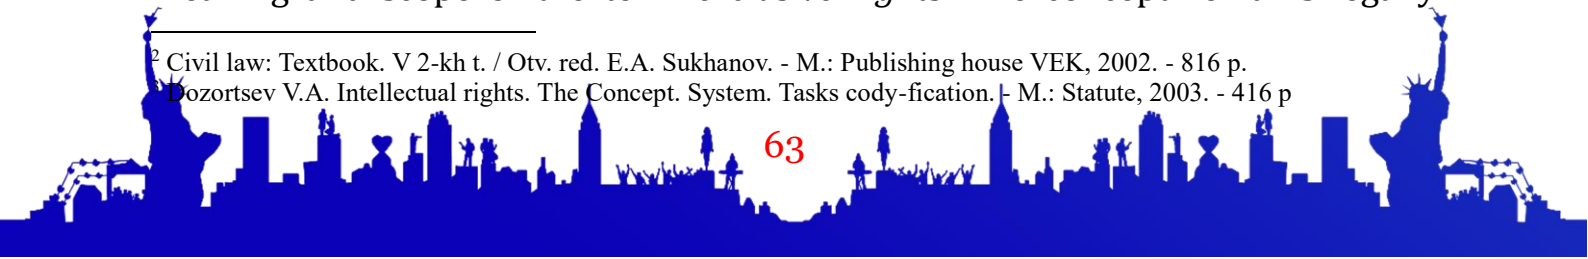 2 Civil law: Textbook. V 2-kh t. / Otv. red. E.A. Sukhanov. - M.: Publishing house VEK, 2002. - 816 p.
Dozortsev V.A. Intellectual rights. The Concept. System. Tasks cody-fication. - M.: Statute, 2003. - 416 p
63